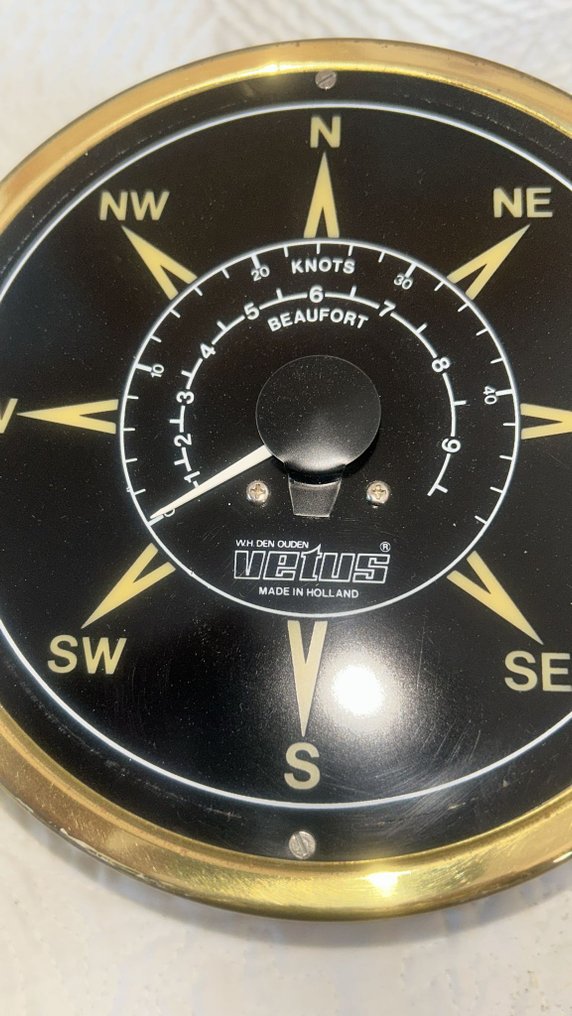 N
NW
NE
20 KNOTS 30
5 6 7
BEAUFORT
4 8
10
3 40
2 9
1
0
W.H. DEN OUDEN
vetus ®
MADE IN HOLLAND
SW
SE
S